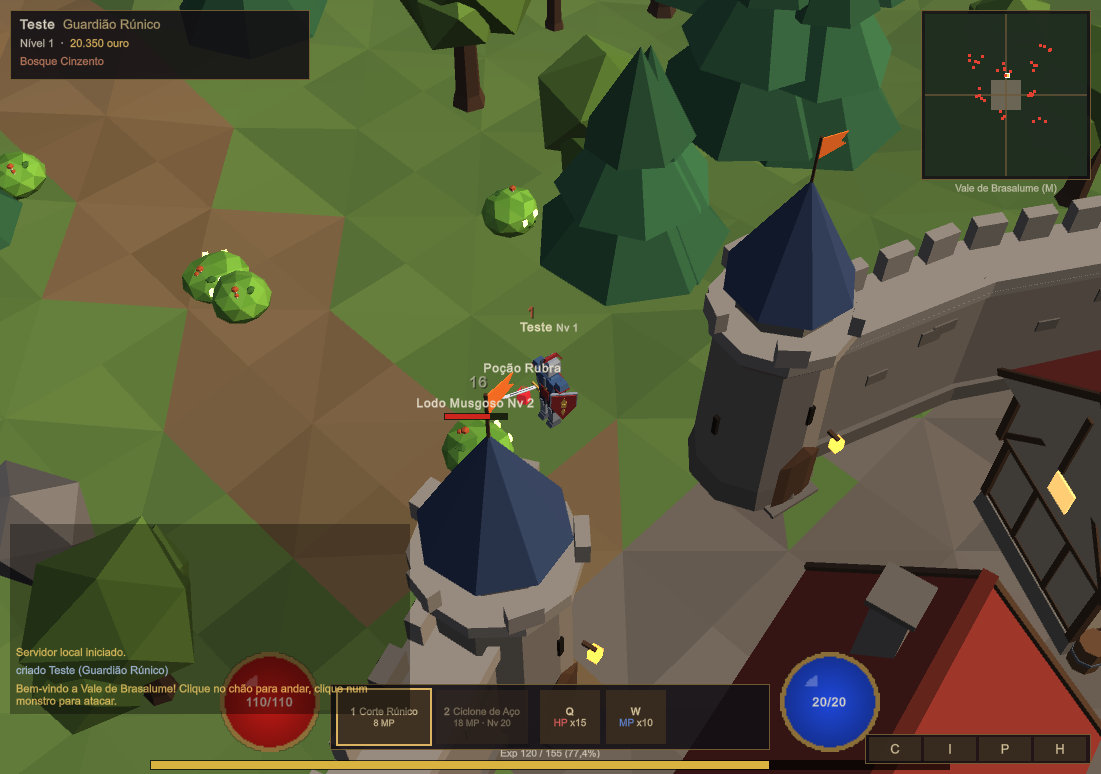 Teste Guardião Rúnico
Nível 1 · 20.350 ouro
Bosque Cinzento
Vale de Brasalume (M)
1
Teste Nv 1
Poção Rubra
16
Lodo Musgoso Nv 2
Servidor local iniciado.
criado Teste (Guardião Rúnico)
Bem-vindo a Vale de Brasalume! Clique no chão para andar, clique num
monstro para atacar.
110/110
1 Corte Rúnico
8 MP
2 Ciclone de Aço
18 MP · Nv 20
Q
HP x15
W
MP x10
20/20
Exp 120 / 155 (77,4%)
C I P H